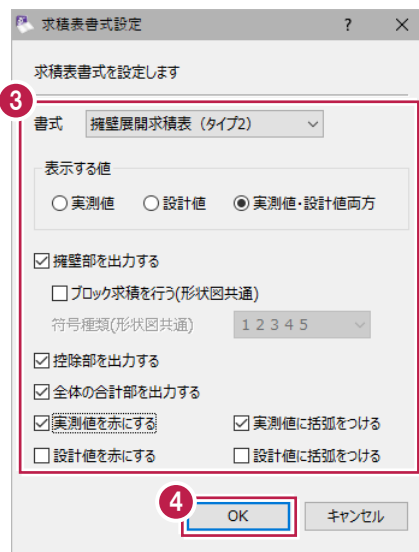 求積表書式設定 ? ×
求積表書式を設定します
3
書式 擁壁展開求積表（タイプ2）
表示する値
実測値 設計値 実測値・設計値両方
擁壁部を出力する
ブロック求積を行う(形状図共通)
符号種類(形状図共通) 1 2 3 4 5
控除部を出力する
全体の合計部を出力する
実測値を赤にする 実測値に括弧をつける
設計値を赤にする 設計値に括弧をつける
4
OK キャンセル